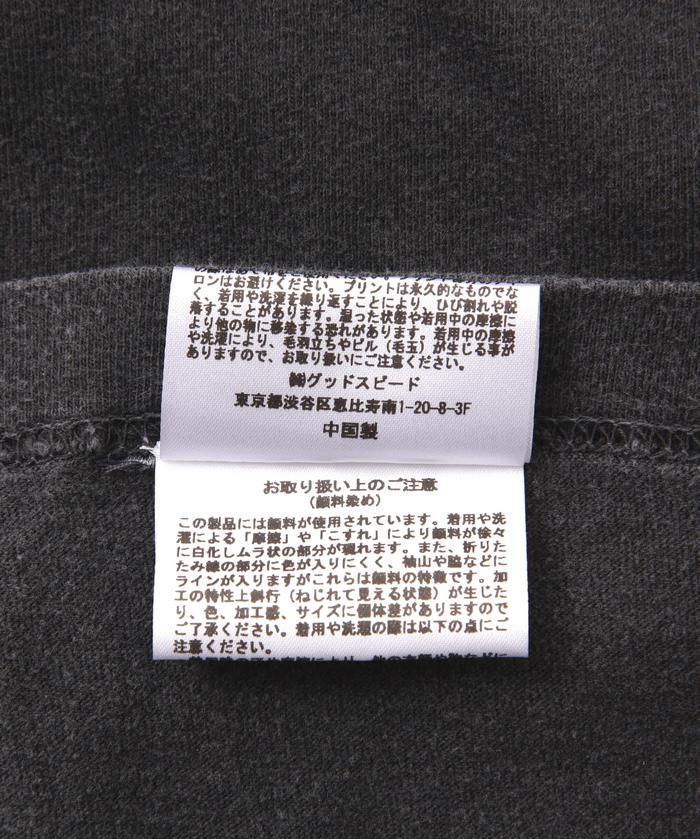 ロンはお避けください。プリントは永久的なものでな
く、着用や洗濯を繰り返すことにより、ひび割れや脱
落することがあります。湿った状態や着用中の摩擦に
より他の物に移染する恐れがあります。着用中の摩擦
や洗濯により、毛羽立ちやピル（毛玉）が生じる事が
ありますので、お取り扱いにご注意ください。
㈱グッドスピード
東京都渋谷区恵比寿南1-20-8-3F
中国製
お取り扱い上のご注意
（顔料染め）
この製品には顔料が使用されています。着用や洗
濯による「摩擦」や「こすれ」により顔料が徐々
に白化しムラ状の部分が現れます。また、折りた
たみ線の部分に色が入りにくく、袖山や脇などに
ラインが入りますがこれらは顔料の特徴です。加
工の特性上斜行（ねじれて見える状態）が生じた
り、色、加工感、サイズに個体差がありますので
ご了承ください。着用や洗濯の際は以下の点にご
注意ください。